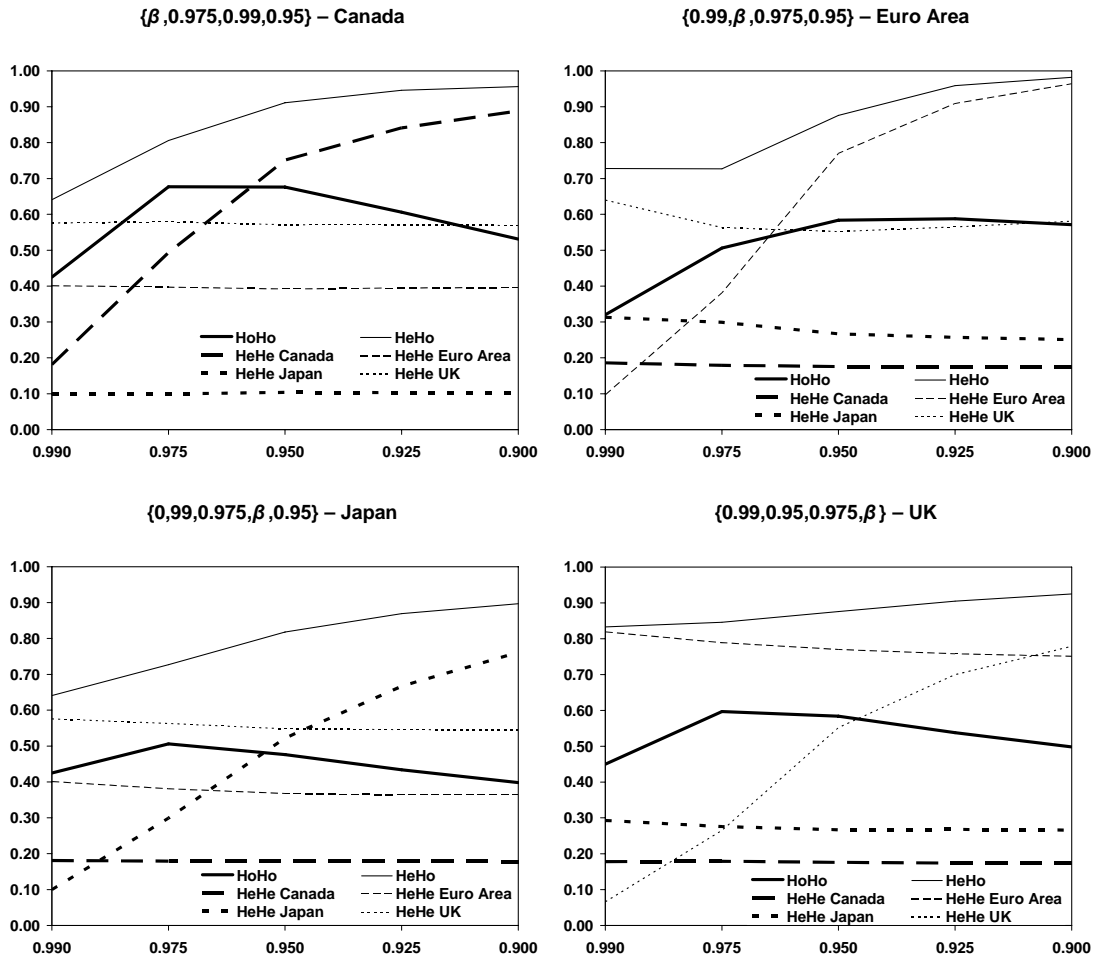 {β,0.975,0.99,0.95} – Canada
1.00
0.90
0.80
0.70
0.60
0.50
0.40
0.30
0.20
0.10
0.00
HoHo HeHo
HeHe Canada HeHe Euro Area
HeHe Japan HeHe UK
0.990 0.975 0.950 0.925 0.900
{0.99,β,0.975,0.95} – Euro Area
1.00
0.90
0.80
0.70
0.60
0.50
0.40
0.30
0.20
0.10
0.00
HoHo HeHo
HeHe Canada HeHe Euro Area
HeHe Japan HeHe UK
0.990 0.975 0.950 0.925 0.900
{0,99,0.975,β,0.95} – Japan
1.00
0.90
0.80
0.70
0.60
0.50
0.40
0.30
0.20
0.10
0.00
HoHo HeHo
HeHe Canada HeHe Euro Area
HeHe Japan HeHe UK
0.990 0.975 0.950 0.925 0.900
{0.99,0.95,0.975,β} – UK
1.00
0.90
0.80
0.70
0.60
0.50
0.40
0.30
0.20
0.10
0.00
HoHo HeHo
HeHe Canada HeHe Euro Area
HeHe Japan HeHe UK
0.990 0.975 0.950 0.925 0.900